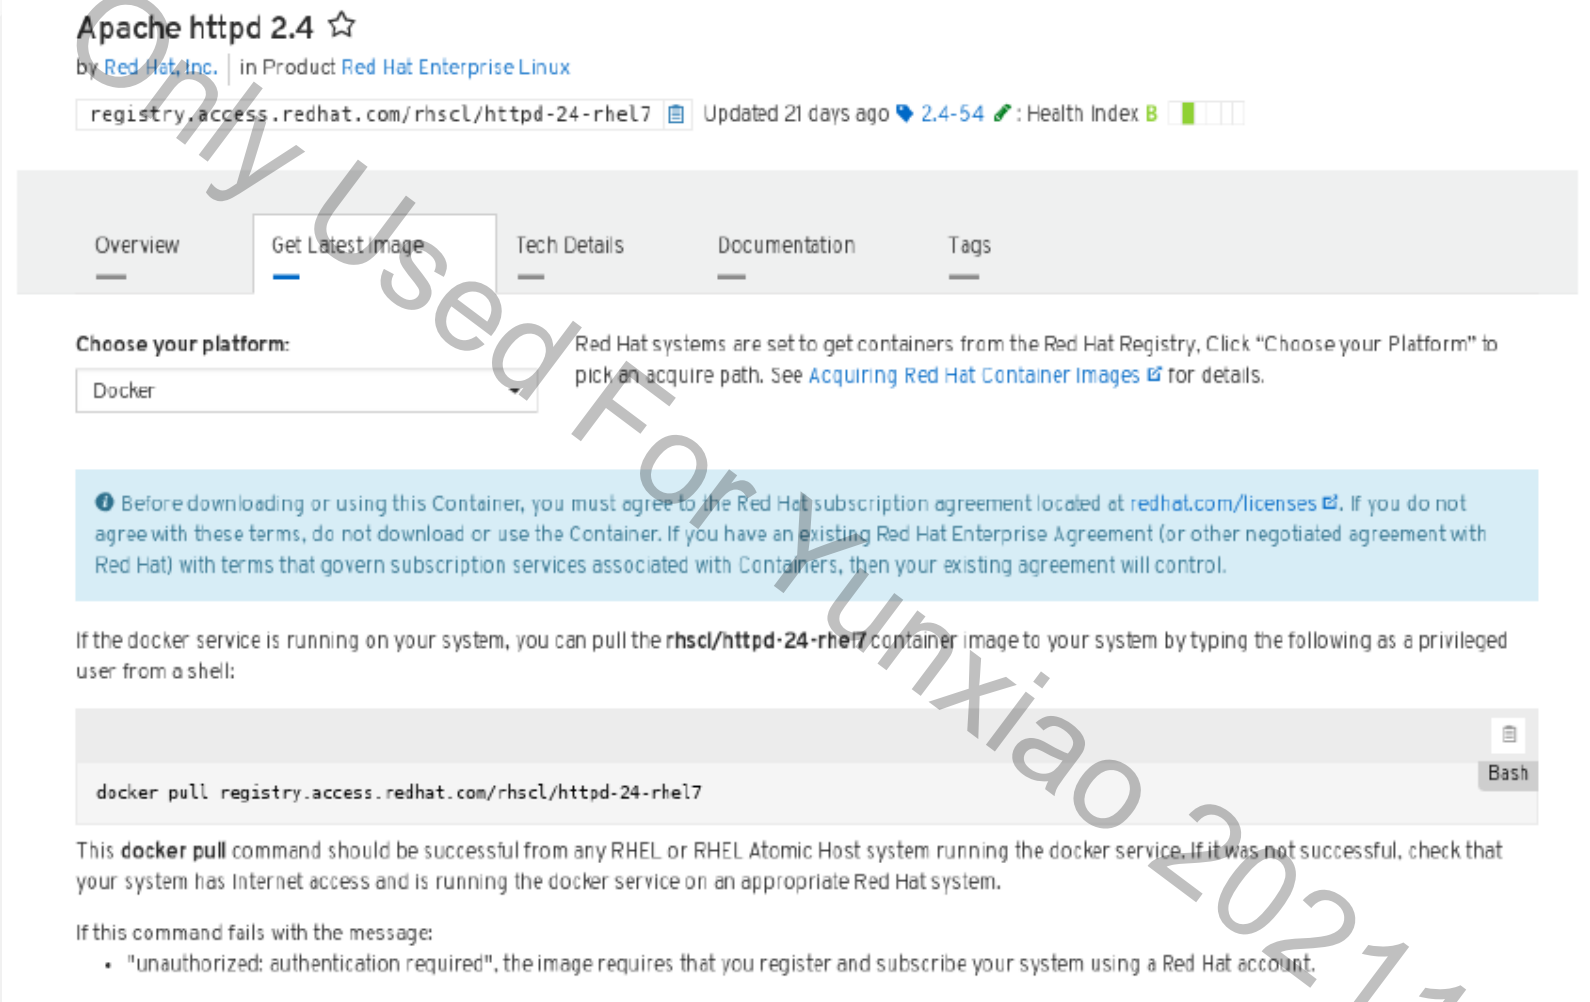 Apache httpd 2.4
by Red Hat, Inc. in Product Red Hat Enterprise Linux
registry.access.redhat.com/rhscl/httpd-24-rhel7 Updated 21 days ago 2.4-54 : Health Index B
Overview Get Latest Image Tech Details Documentation Tags
Choose your platform:
Docker
Red Hat systems are set to get containers from the Red Hat Registry, Click “Choose your Platform” to
pick an acquire path. See Acquiring Red Hat Container Images for details.
Before downloading or using this Container, you must agree to the Red Hat subscription agreement located at redhat.com/licenses. If you do not
agree with these terms, do not download or use the Container. If you have an existing Red Hat Enterprise Agreement (or other negotiated agreement with
Red Hat) with terms that govern subscription services associated with Containers, then your existing agreement will control.
If the docker service is running on your system, you can pull the rhscl/httpd-24-rhel7 container image to your system by typing the following as a privileged
user from a shell:
Bash
docker pull registry.access.redhat.com/rhscl/httpd-24-rhel7
This docker pull command should be successful from any RHEL or RHEL Atomic Host system running the docker service. If it was not successful, check that
your system has Internet access and is running the docker service on an appropriate Red Hat system.
If this command fails with the message:
• "unauthorized: authentication required", the image requires that you register and subscribe your system using a Red Hat account.
Only Used For Yunxiao 2021